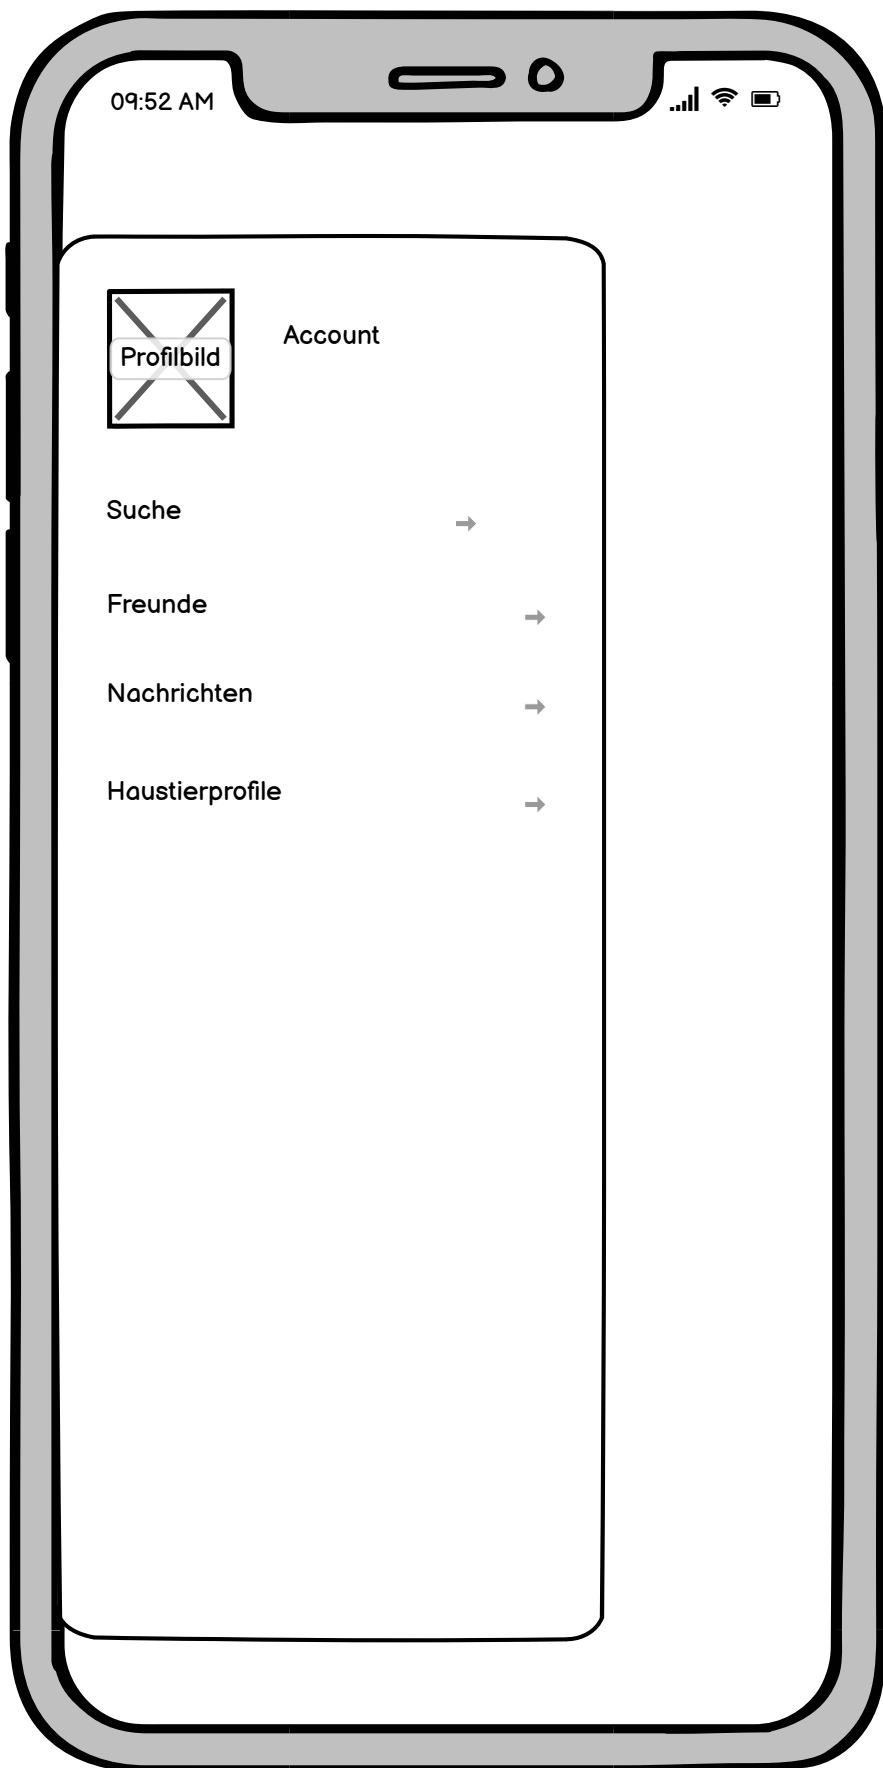 09:52 AM
Account
Profilbild
Suche
Freunde
Nachrichten
Haustierprofile